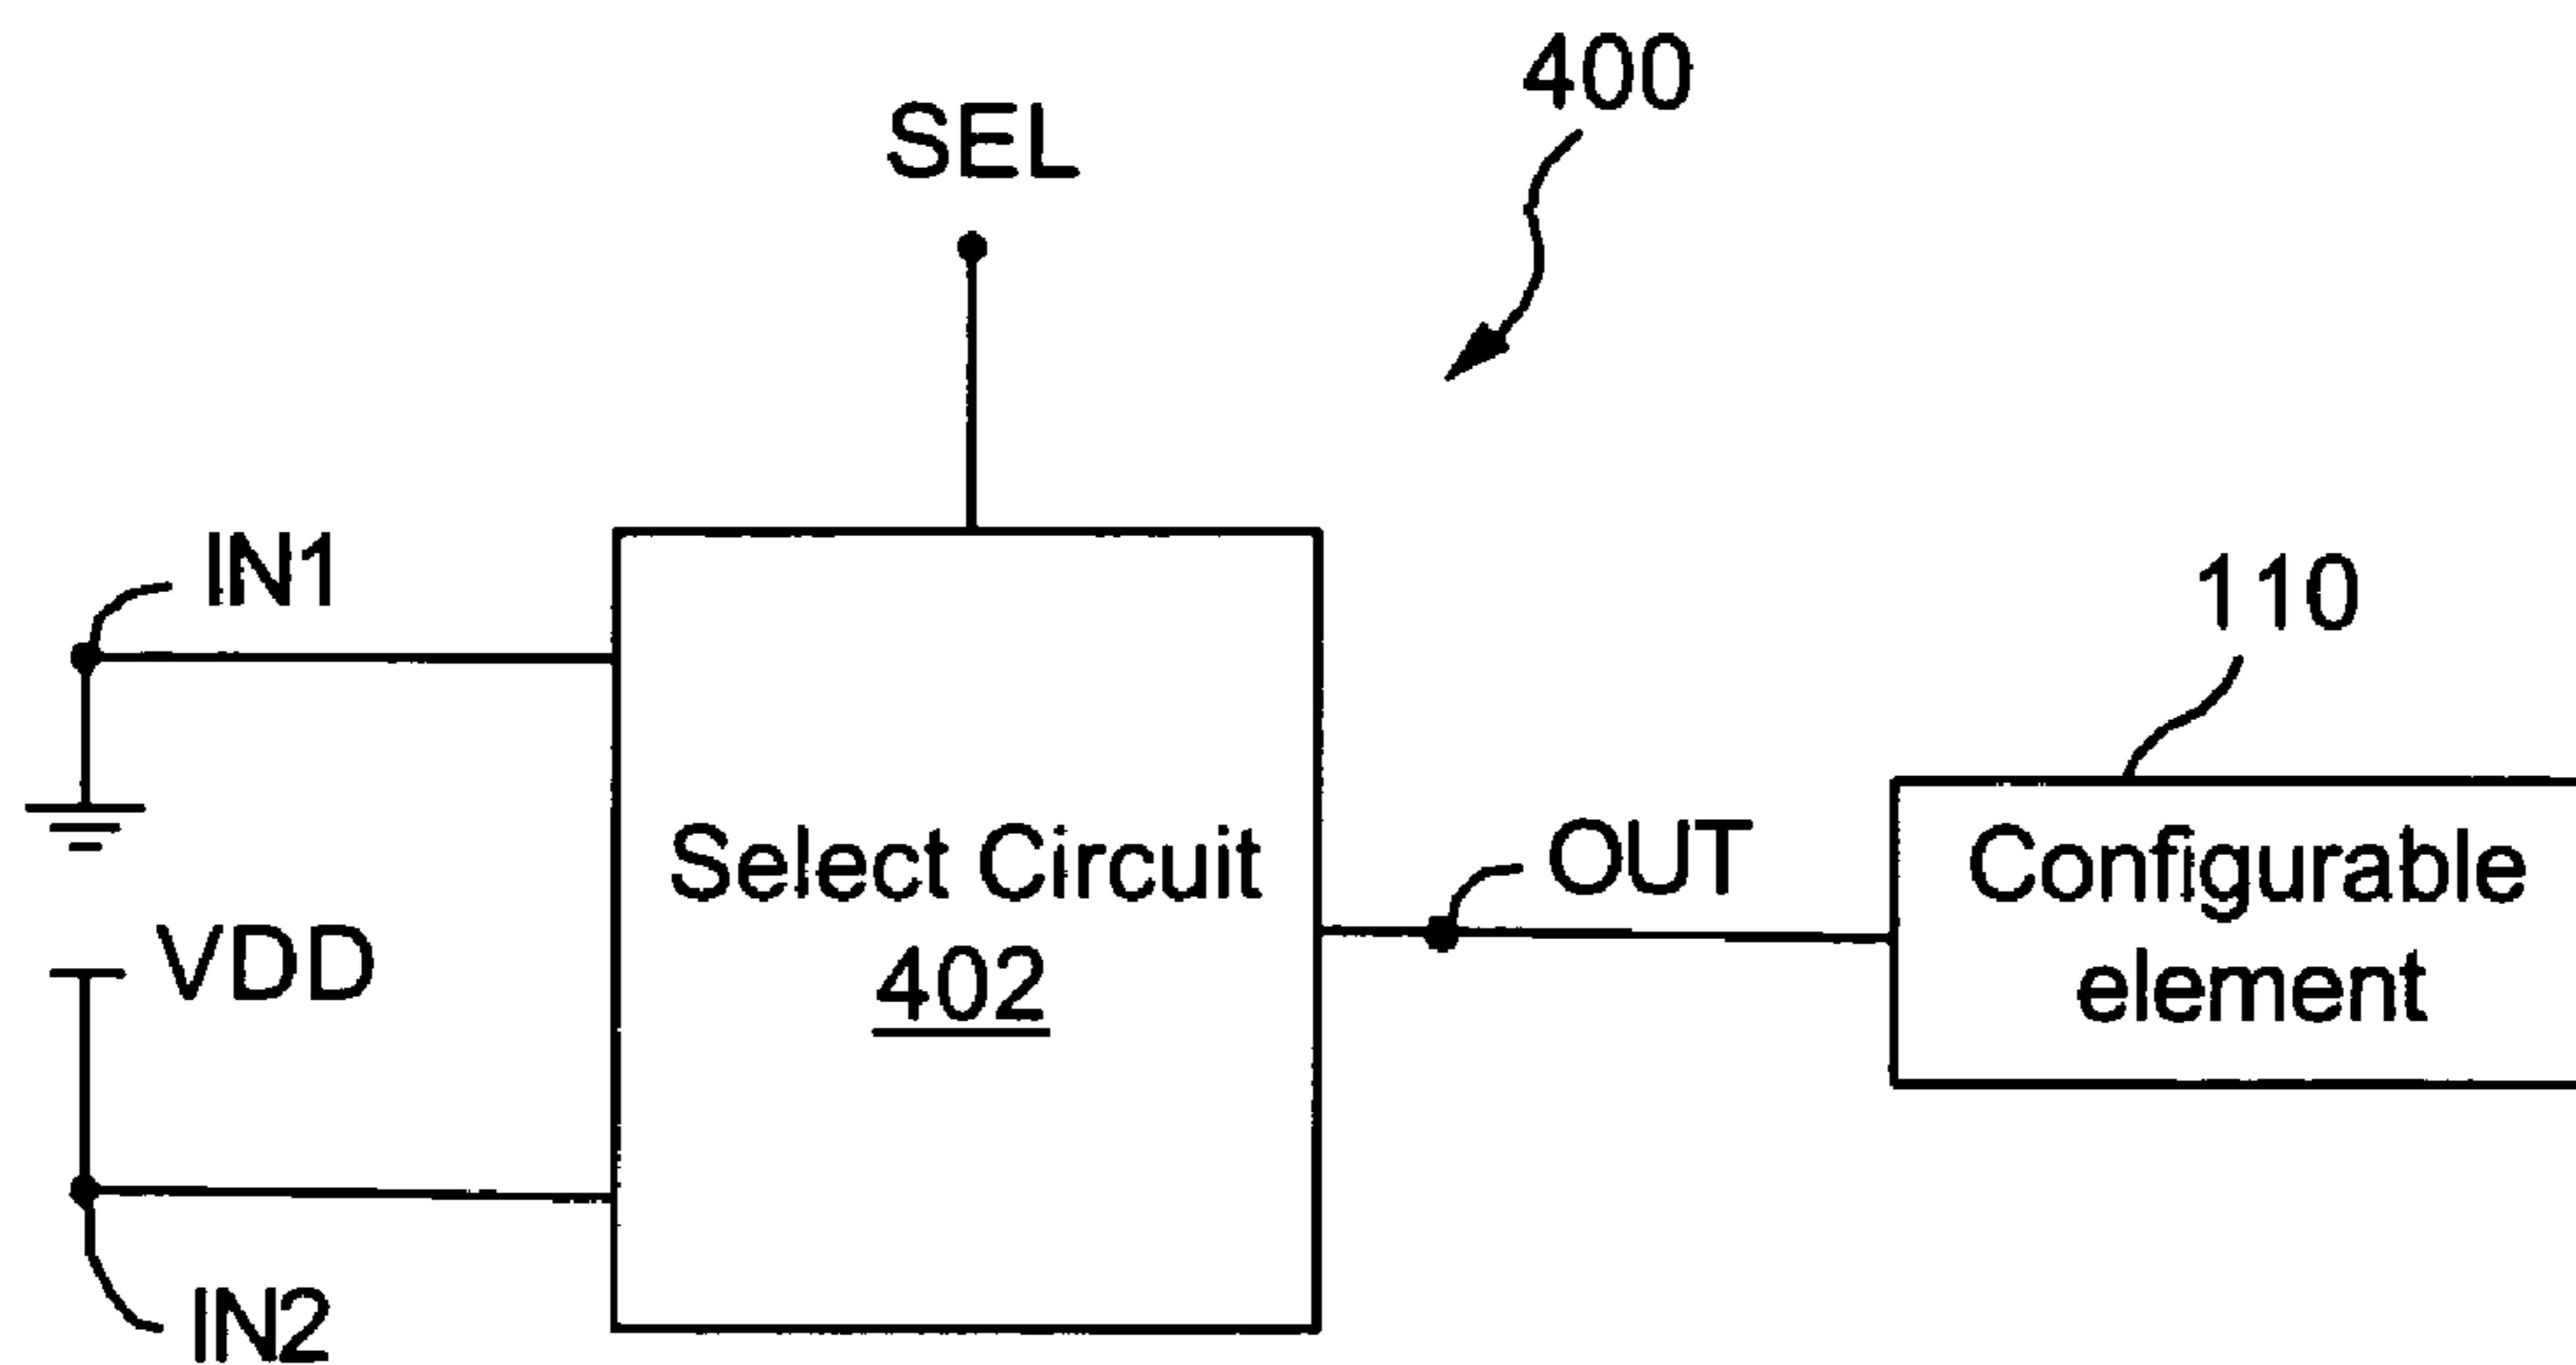 400
SEL
IN1
110
Select Circuit
402
OUT
Configurable
element
VDD
IN2